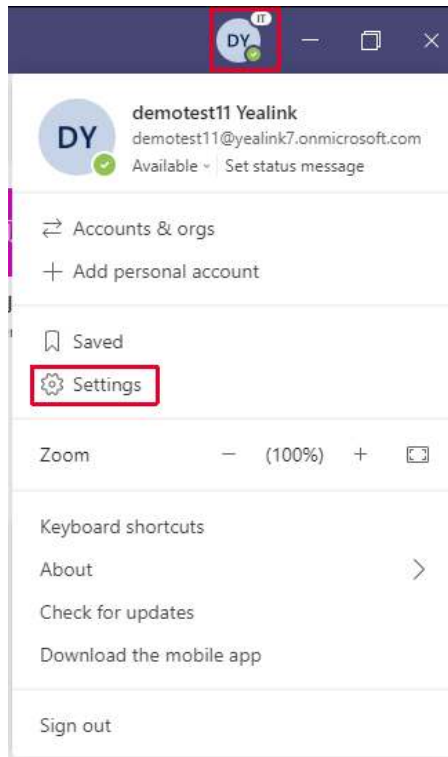 DY IT
DY
demotest11 Yealink
demotest11@yealink7.onmicrosoft.com
Available Set status message
Accounts & orgs
Add personal account
Saved
Settings
Zoom — (100%) +
Keyboard shortcuts
About
Check for updates
Download the mobile app
Sign out